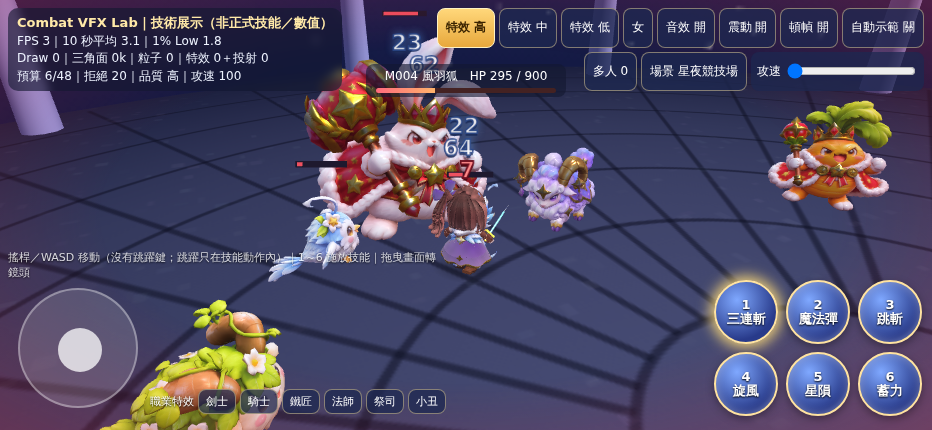 Combat VFX Lab｜技術展示（非正式技能／數值）
FPS 3｜10 秒平均 3.1｜1% Low 1.8
Draw 0｜三角面 0k｜粒子 0｜特效 0＋投射 0
預算 6/48｜拒絕 20｜品質 高｜攻速 100
特效 高
特效 中
特效 低
女
音效 開
震動 開
頓幀 開
自動示範 關
多人 0
場景 星夜競技場
攻速
23
62
M004 風羽狐 HP 295 / 900
22
64
7
搖桿／WASD 移動（沒有跳躍鍵；跳躍只在技能動作內）｜1–6 施放技能｜拖曳畫面轉
鏡頭
1
三連斬
2
魔法彈
3
跳斬
4
旋風
5
星隕
6
蓄力
職業特效
劍士
騎士
鐵匠
法師
祭司
小丑